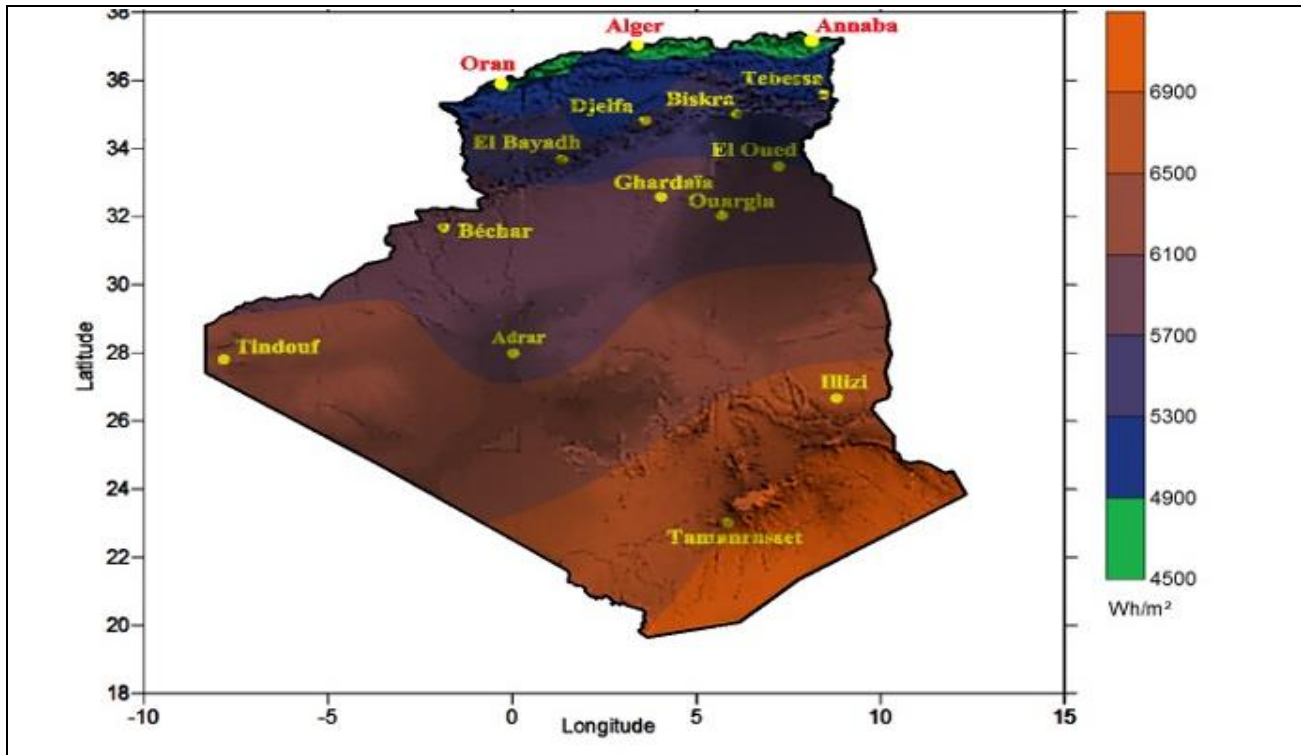 38
Alger
Annaba
6900
36
Oran
Tebessa
Djelfa
Biskra
6500
34
El Bayadh
El Oued
Ghardaïa
Ouargla
6100
32
Béchar
30
5700
Adrar
28
Tindouf
5300
Illizi
26
4900
24
Tamanrasset
22
4500
Wh/m²
20
18
-10
-5
0
5
10
15
Latitude
Longitude